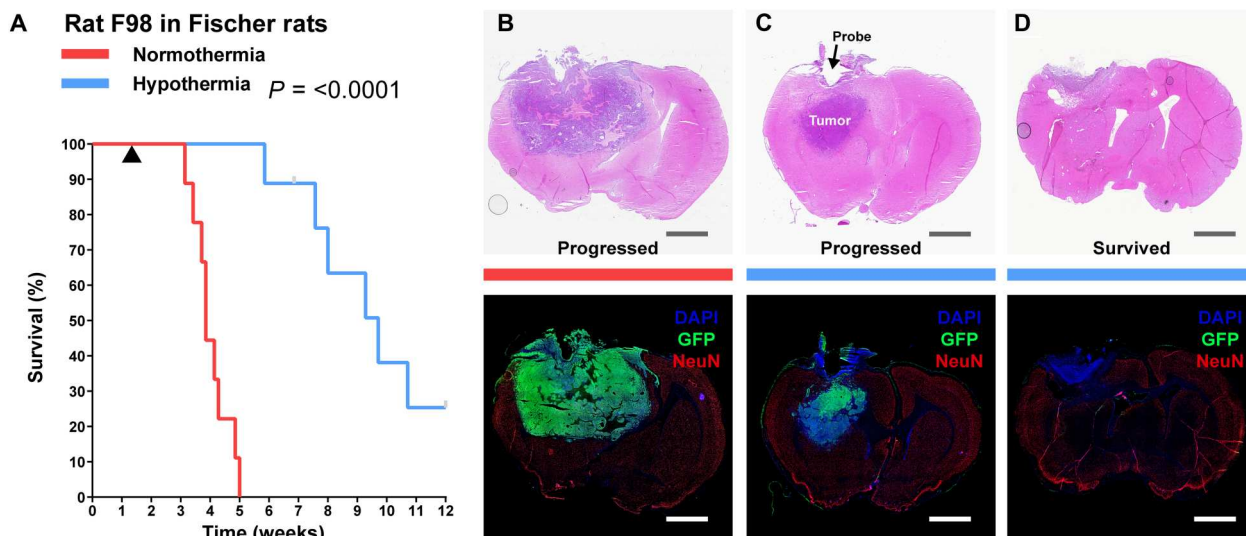 A
Rat F98 in Fischer rats
Normothermia
Hypothermia
P = <0.0001
Survival (%)
100
90
80
70
60
50
40
30
20
10
0
0 1 2 3 4 5 6 7 8 9 10 11 12
Time (weeks)
B
Progressed
DAPI
GFP
NeuN
C
Probe
Tumor
Progressed
DAPI
GFP
NeuN
D
Survived
DAPI
GFP
NeuN